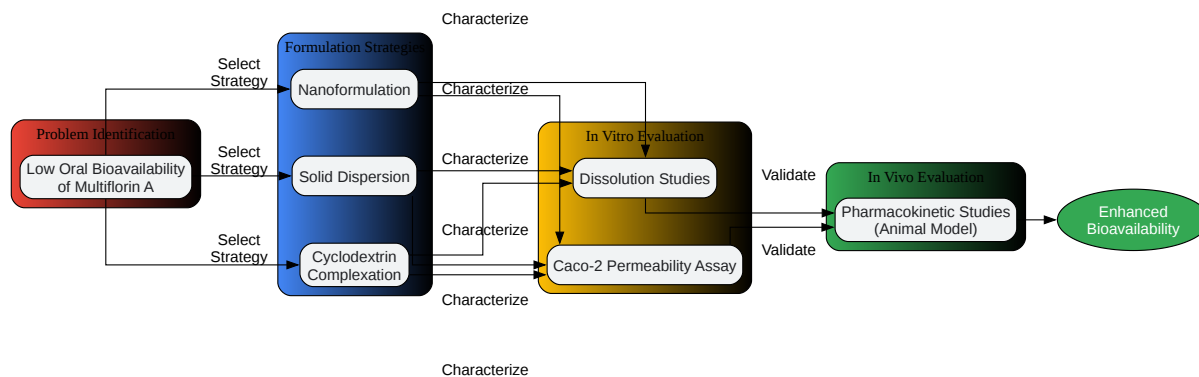 Characterize
Formulation Strategies
Select
Strategy
Nanoformulation
Characterize
Problem Identification
Low Oral Bioavailability
of Multiflorin A
Select
Strategy
Solid Dispersion
Characterize
In Vitro Evaluation
Dissolution Studies
Validate
In Vivo Evaluation
Pharmacokinetic Studies
(Animal Model)
Enhanced
Bioavailability
Select
Strategy
Cyclodextrin
Complexation
Characterize
Caco-2 Permeability Assay
Validate
Characterize
Characterize